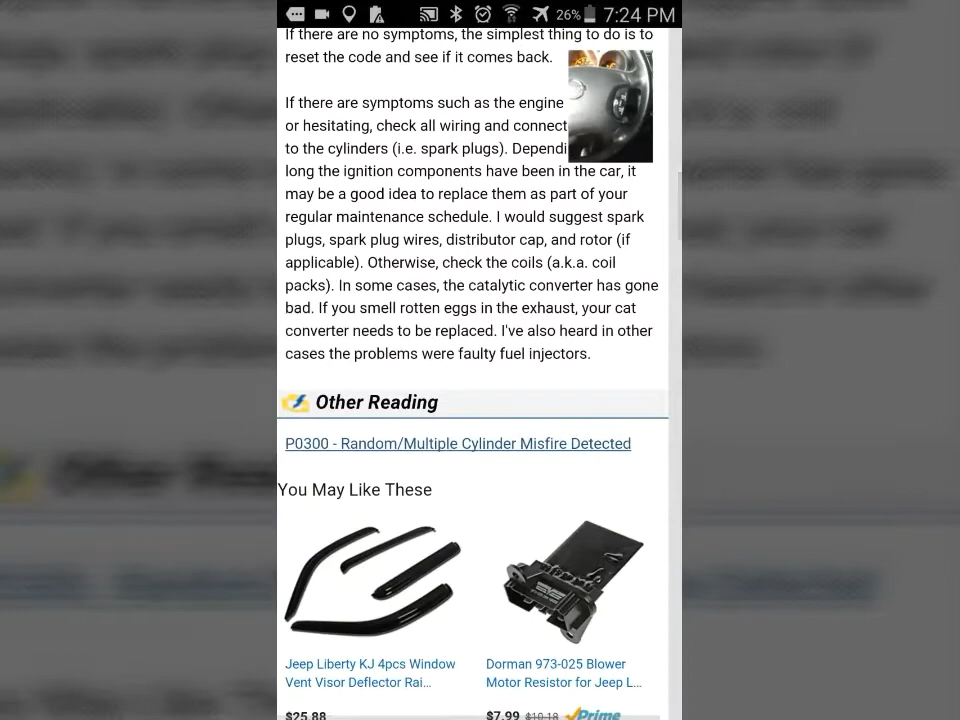 26% 7:24 PM
If there are no symptoms, the simplest thing to do is to
reset the code and see if it comes back.
If there are symptoms such as the engine
or hesitating, check all wiring and connect
to the cylinders (i.e. spark plugs). Dependi
long the ignition components have been in the car, it
may be a good idea to replace them as part of your
regular maintenance schedule. I would suggest spark
plugs, spark plug wires, distributor cap, and rotor (if
applicable). Otherwise, check the coils (a.k.a. coil
packs). In some cases, the catalytic converter has gone
bad. If you smell rotten eggs in the exhaust, your cat
converter needs to be replaced. I've also heard in other
cases the problems were faulty fuel injectors.
Other Reading
P0300 - Random/Multiple Cylinder Misfire Detected
You May Like These
Jeep Liberty KJ 4pcs Window
Vent Visor Deflector Rai...
Dorman 973-025 Blower
Motor Resistor for Jeep L...
$25.88
$7.99 $10.18 Prime